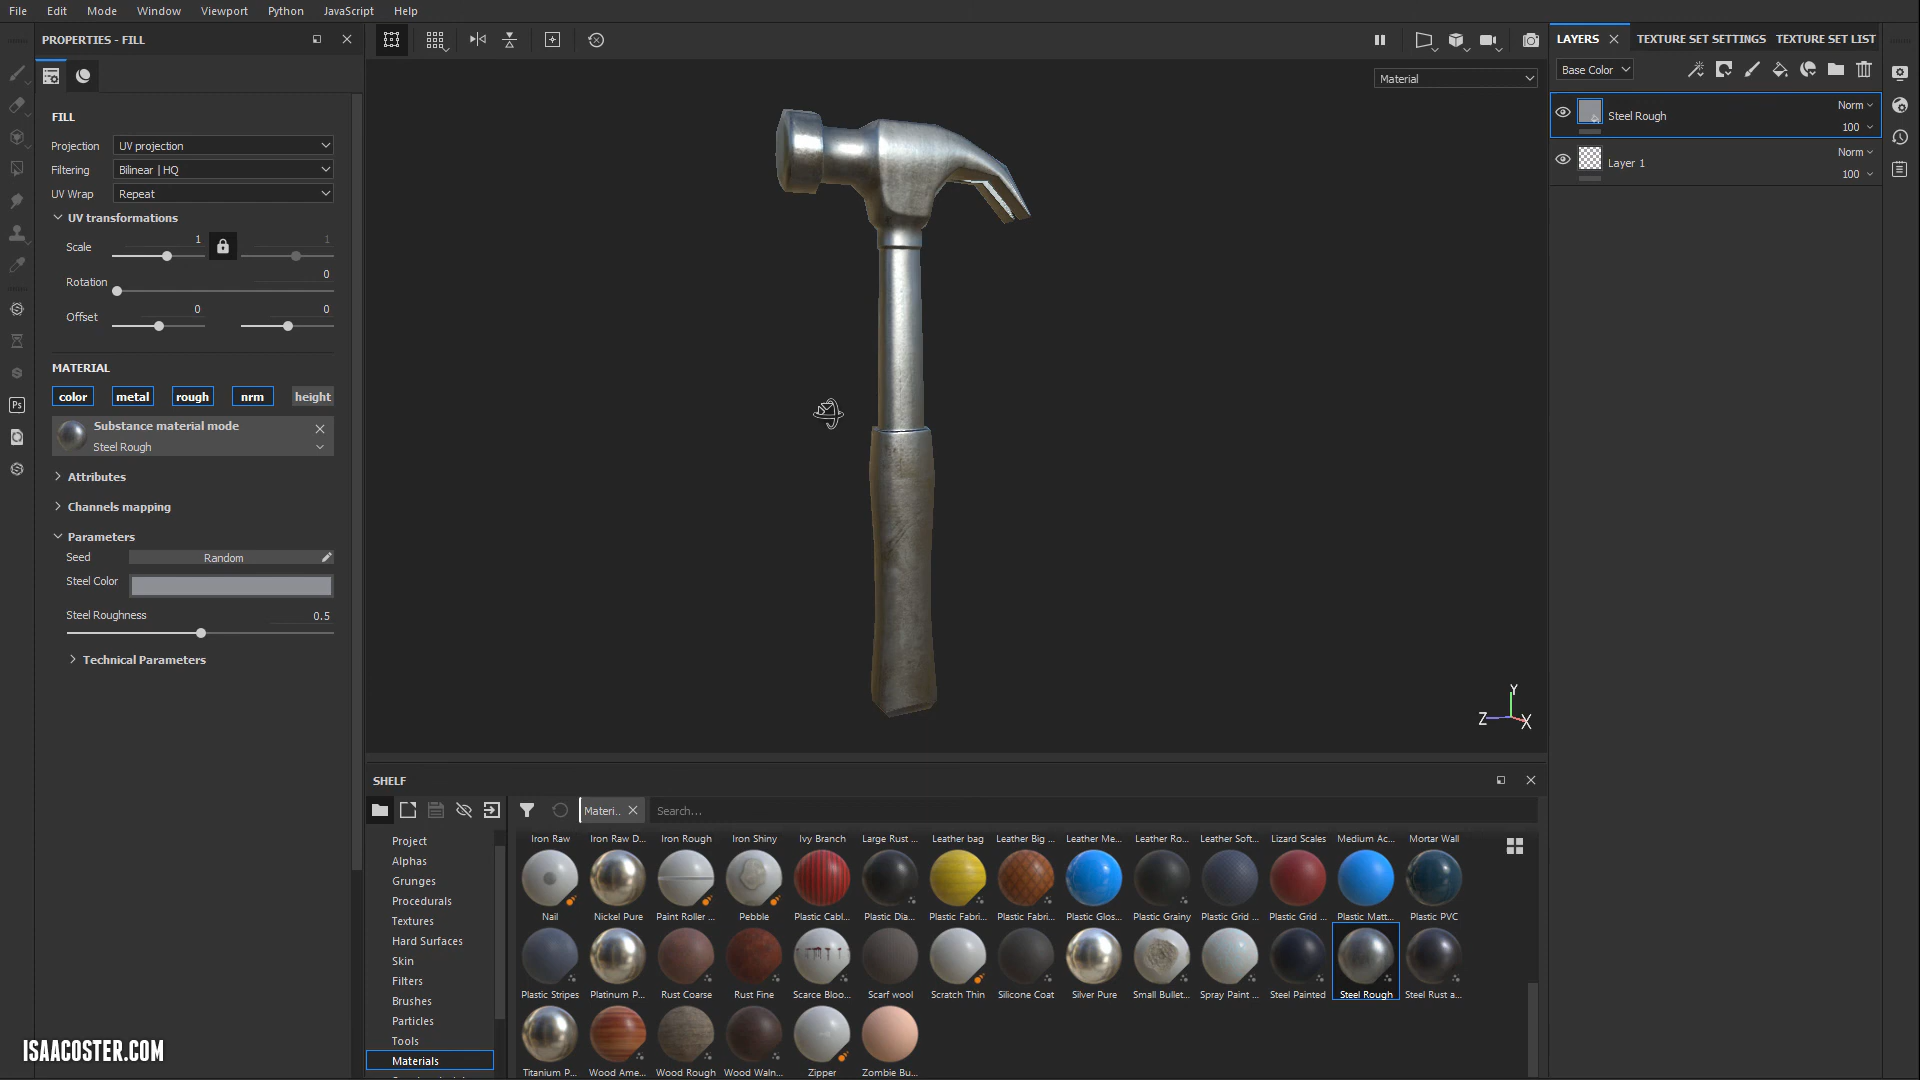 File Edit Mode Window Viewport Python JavaScript Help
PROPERTIES - FILL
FILL
Projection UV projection
Filtering Bilinear | HQ
UV Wrap Repeat
UV transformations
Scale 1 1
Rotation 0
Offset 0 0
MATERIAL
color metal rough nrm height
Substance material mode
Steel Rough
Attributes
Channels mapping
Parameters
Seed Random
Steel Color
Steel Roughness 0.5
Technical Parameters
Ps
Material
Y
Z X
LAYERS TEXTURE SET SETTINGS TEXTURE SET LIST
Base Color
Steel Rough Norm 100
Layer 1 Norm 100
SHELF
Materi.. Search...
Project
Alphas
Grunges
Procedurals
Textures
Hard Surfaces
Skin
Filters
Brushes
Particles
Tools
Materials
Iron Raw Iron Raw D... Iron Rough Iron Shiny Ivy Branch Large Rust ... Leather bag Leather Big ... Leather Me... Leather Ro... Leather Soft... Lizard Scales Medium Ac... Mortar Wall
Nail Nickel Pure Paint Roller ... Pebble Plastic Cabl... Plastic Dia... Plastic Fabri... Plastic Fabri... Plastic Glos... Plastic Grainy Plastic Grid ... Plastic Grid ... Plastic Matt... Plastic PVC
Plastic Stripes Platinum P... Rust Coarse Rust Fine Scarce Bloo... Scarf wool Scratch Thin Silicone Coat Silver Pure Small Bullet... Spray Paint ... Steel Painted Steel Rough Steel Rust a...
Titanium P... Wood Ame... Wood Rough Wood Waln... Zipper Zombie Bu...
ISAACOSTER.COM